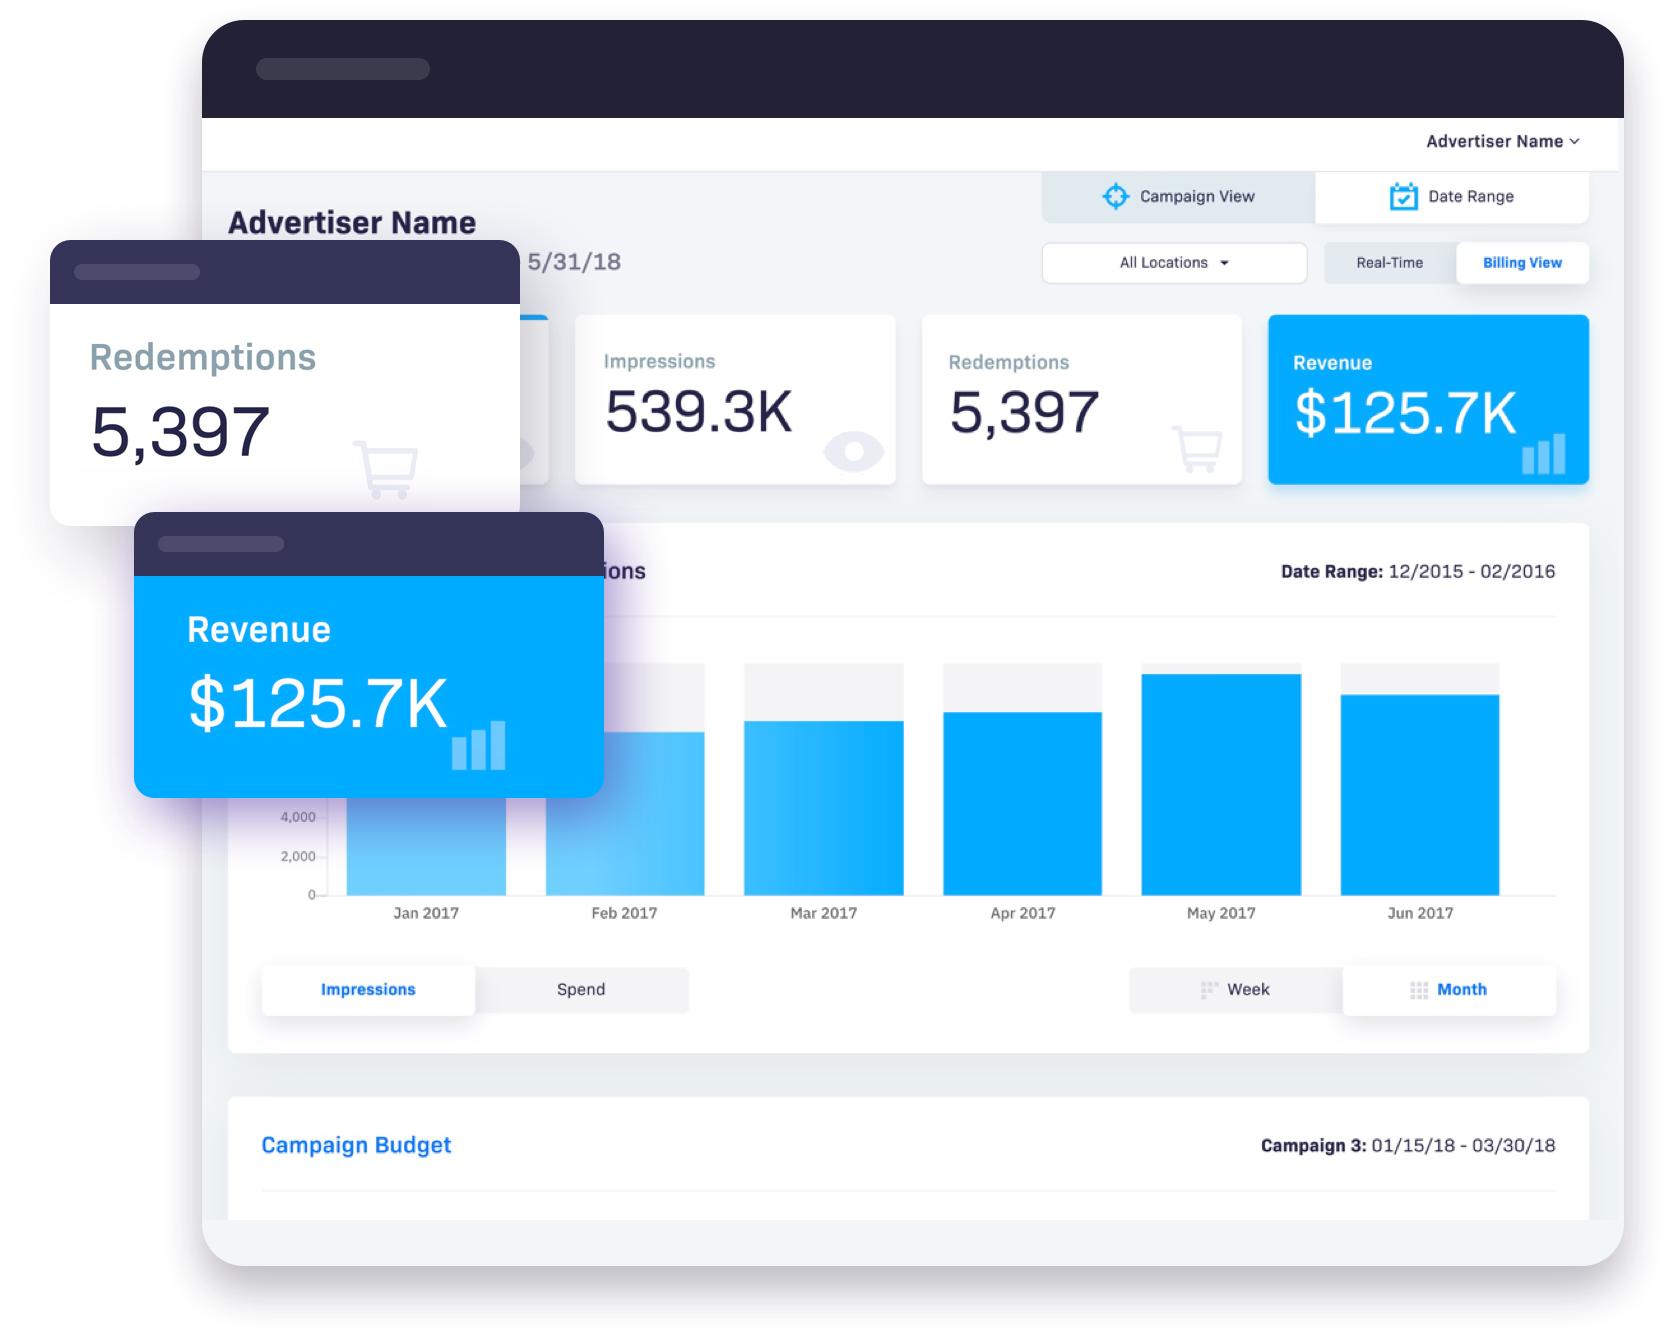 Advertiser Name
Campaign View
Date Range
Advertiser Name
5/31/18
All Locations
Real-Time
Billing View
Redemptions
5,397
Impressions
539.3K
Redemptions
5,397
Revenue
$125.7K
Revenue
$125.7K
Date Range: 12/2015 - 02/2016
4,000
2,000
0
Jan 2017
Feb 2017
Mar 2017
Apr 2017
May 2017
Jun 2017
Impressions
Spend
Week
Month
Campaign Budget
Campaign 3: 01/15/18 - 03/30/18